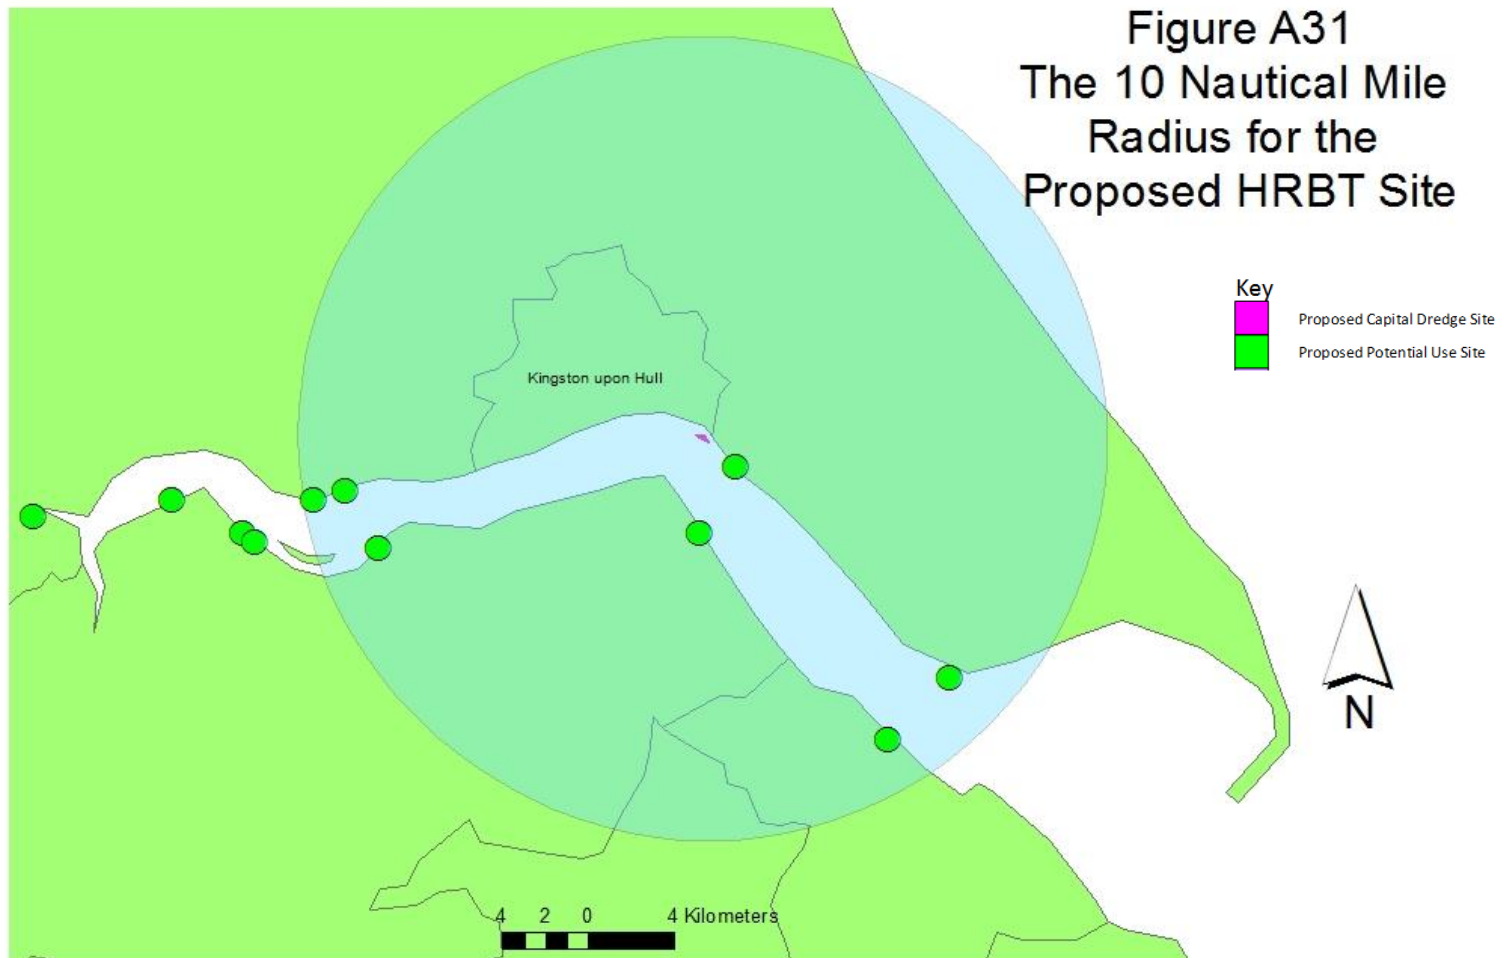 Figure A31
The 10 Nautical Mile
Radius for the
Proposed HRBT Site
Key
Proposed Capital Dredge Site
Proposed Potential Use Site
Kingston upon Hull
N
4 2 0 4 Kilometers